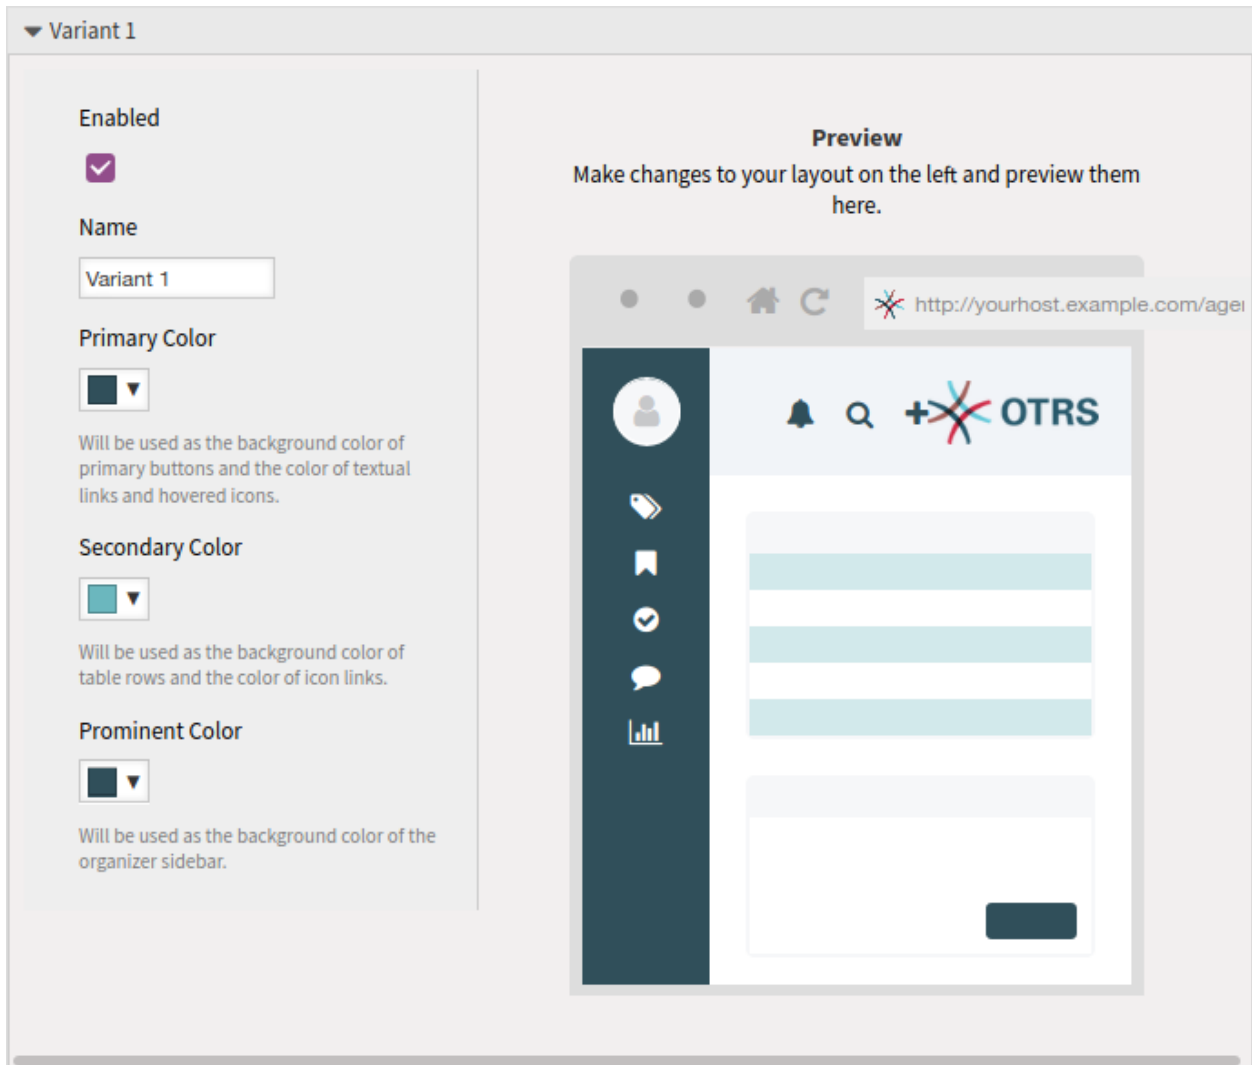 Variant 1
Enabled
Name
Variant 1
Primary Color
Will be used as the background color of
primary buttons and the color of textual
links and hovered icons.
Secondary Color
Will be used as the background color of
table rows and the color of icon links.
Prominent Color
Will be used as the background color of the
organizer sidebar.
Preview
Make changes to your layout on the left and preview them
here.
http://yourhost.example.com/agen
OTRS